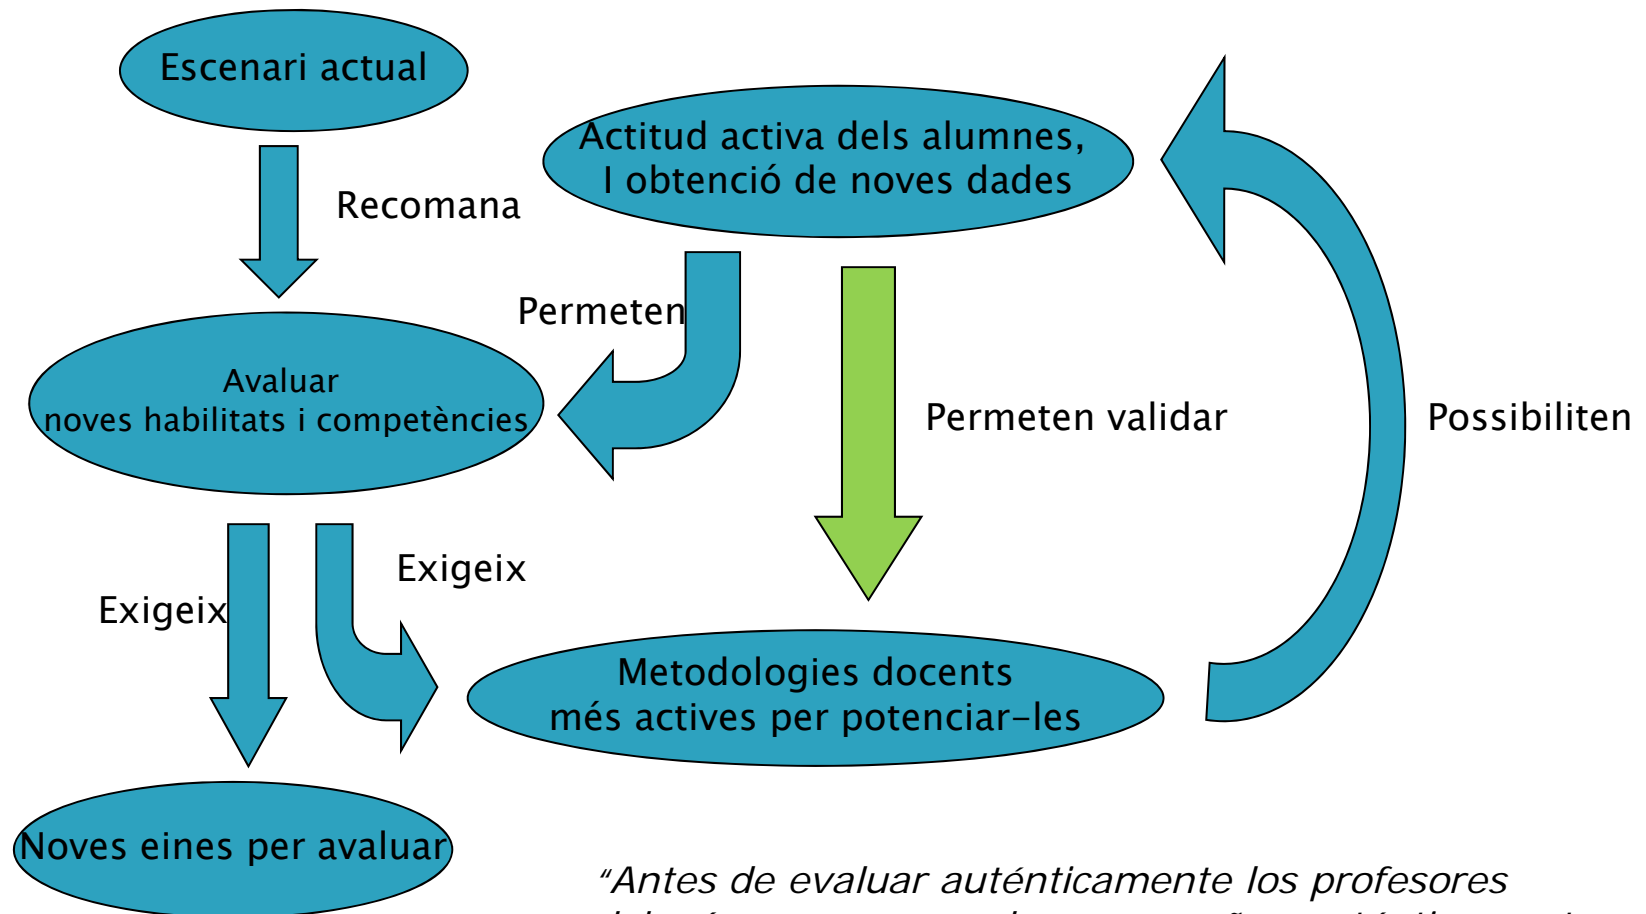 Escenari actual
Actitud activa dels alumnes,
I obtenció de noves dades
Recomana
Permeten
Avaluar
noves habilitats i competències
Permeten validar
Possibiliten
Exigeix
Exigeix
Metodologies docents
més actives per potenciar-les
Noves eines per avaluar
"Antes de evaluar auténticamente los profesores